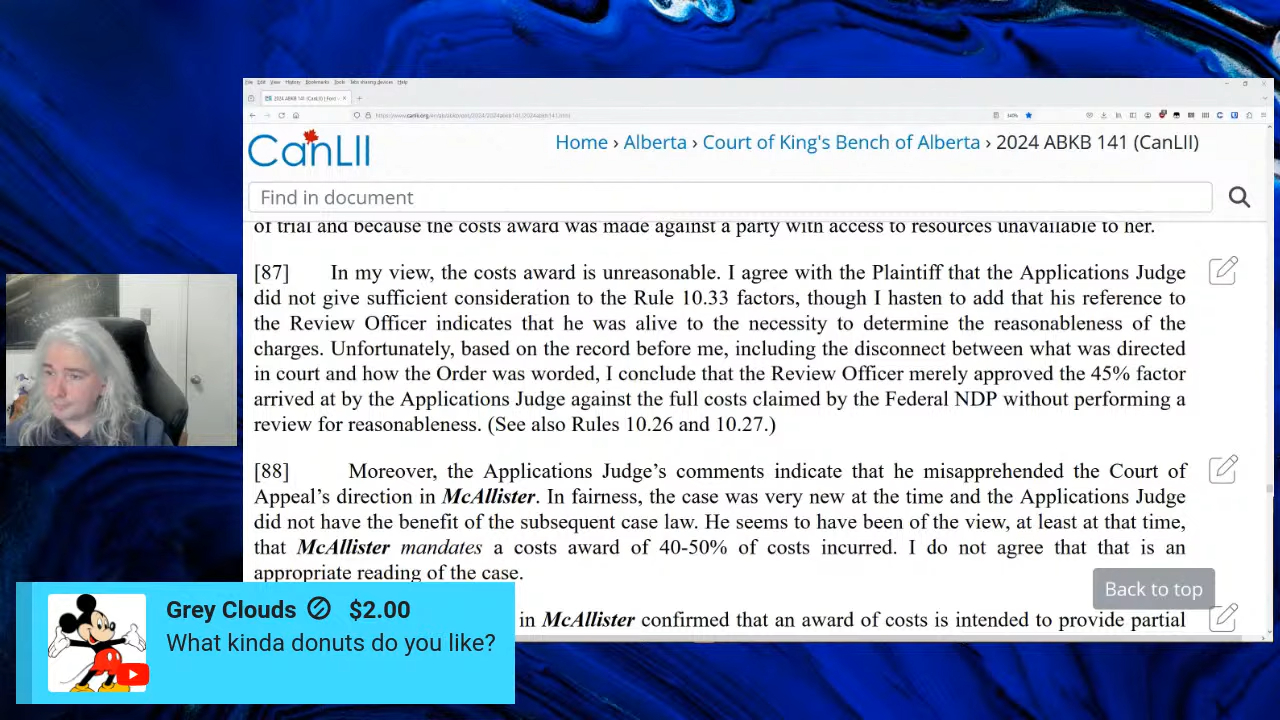 File Edit View History Bookmarks Tools Tabs sharing devices Help
CanLII
Home › Alberta › Court of King's Bench of Alberta › 2024 ABKB 141 (CanLII)
Find in document
of trial and because the costs award was made against a party with access to resources unavailable to her.
[87] In my view, the costs award is unreasonable. I agree with the Plaintiff that the Applications Judge
did not give sufficient consideration to the Rule 10.33 factors, though I hasten to add that his reference to
the Review Officer indicates that he was alive to the necessity to determine the reasonableness of the
charges. Unfortunately, based on the record before me, including the disconnect between what was directed
in court and how the Order was worded, I conclude that the Review Officer merely approved the 45% factor
arrived at by the Applications Judge against the full costs claimed by the Federal NDP without performing a
review for reasonableness. (See also Rules 10.26 and 10.27.)
[88] Moreover, the Applications Judge’s comments indicate that he misapprehended the Court of
Appeal’s direction in McAllister. In fairness, the case was very new at the time and the Applications Judge
did not have the benefit of the subsequent case law. He seems to have been of the view, at least at that time,
that McAllister mandates a costs award of 40-50% of costs incurred. I do not agree that that is an
appropriate reading of the case.
Back to top
in McAllister confirmed that an award of costs is intended to provide partial
Grey Clouds $2.00
What kinda donuts do you like?